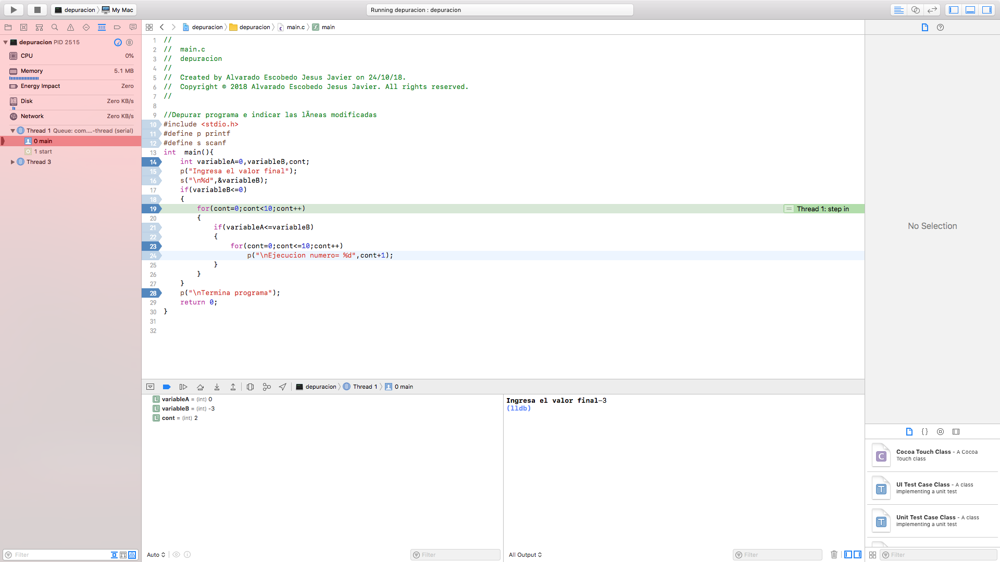 depuracion 〉 My Mac
Running depuracion : depuracion
depuracion 〉 depuracion 〉 main.c 〉 main
depuracion PID 2515
CPU 0%
Memory 5.1 MB
Energy Impact Zero
Disk Zero KB/s
Network Zero KB/s
Thread 1 Queue: com....-thread (serial)
0 main
1 start
Thread 3
Filter
1 //
2 //  main.c
3 //  depuracion
4 //
5 //  Created by Alvarado Escobedo Jesus Javier on 24/10/18.
6 //  Copyright © 2018 Alvarado Escobedo Jesus Javier. All rights reserved.
7 //
8
9 //Depurar programa e indicar las lÃneas modificadas
10 #include <stdio.h>
11 #define p printf
12 #define s scanf
13 int  main(){
14     int variableA=0,variableB,cont;
15     p("Ingresa el valor final");
16     s("\n%d",&variableB);
17     if(variableB<=0)
18     {
19         for(cont=0;cont<10;cont++) Thread 1: step in
20         {
21             if(variableA<=variableB)
22             {
23                 for(cont=0;cont<=10;cont++)
24                     p("\nEjecucion numero= %d",cont+1);
25             }
26         }
27     }
28     p("\nTermina programa");
29     return 0;
30 }
31
32
depuracion 〉 Thread 1 〉 0 main
L variableA = (int) 0
L variableB = (int) -3
L cont = (int) 2
Auto
Filter
Ingresa el valor final-3
(lldb)
All Output
Filter
No Selection
{}
C Cocoa Touch Class - A Cocoa
Touch class
T UI Test Case Class - A class
implementing a unit test
T Unit Test Case Class - A class
implementing a unit test
Filter